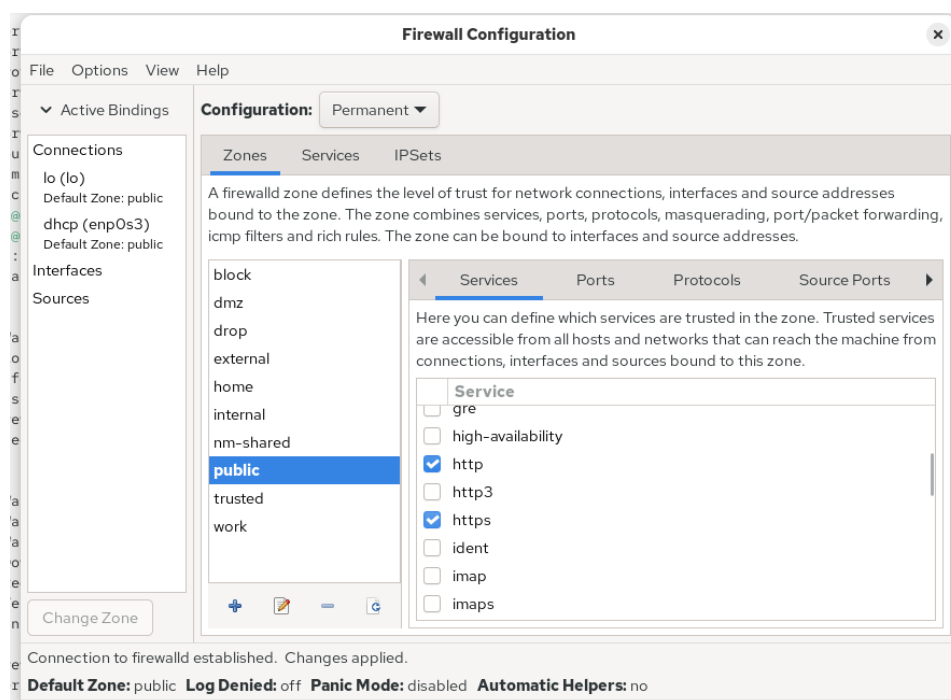 Firewall Configuration
File Options View Help
Active Bindings
Configuration: Permanent
Connections
lo (lo)
Default Zone: public
dhcp (enp0s3)
Default Zone: public
Interfaces
Sources
Change Zone
Zones Services IPSets
A firewalld zone defines the level of trust for network connections, interfaces and source addresses
bound to the zone. The zone combines services, ports, protocols, masquerading, port/packet forwarding,
icmp filters and rich rules. The zone can be bound to interfaces and source addresses.
block
dmz
drop
external
home
internal
nm-shared
public
trusted
work
Services Ports Protocols Source Ports
Here you can define which services are trusted in the zone. Trusted services
are accessible from all hosts and networks that can reach the machine from
connections, interfaces and sources bound to this zone.
Service
gre
high-availability
http
http3
https
ident
imap
imaps
Connection to firewalld established. Changes applied.
Default Zone: public Log Denied: off Panic Mode: disabled Automatic Helpers: no